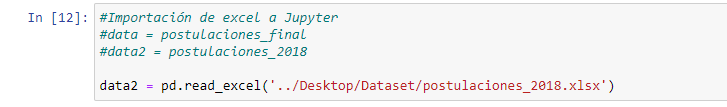 In [12]: #Importación de excel a Jupyter
#data = postulaciones_final
#data2 = postulaciones_2018
data2 = pd.read_excel('../Desktop/Dataset/postulaciones_2018.xlsx')